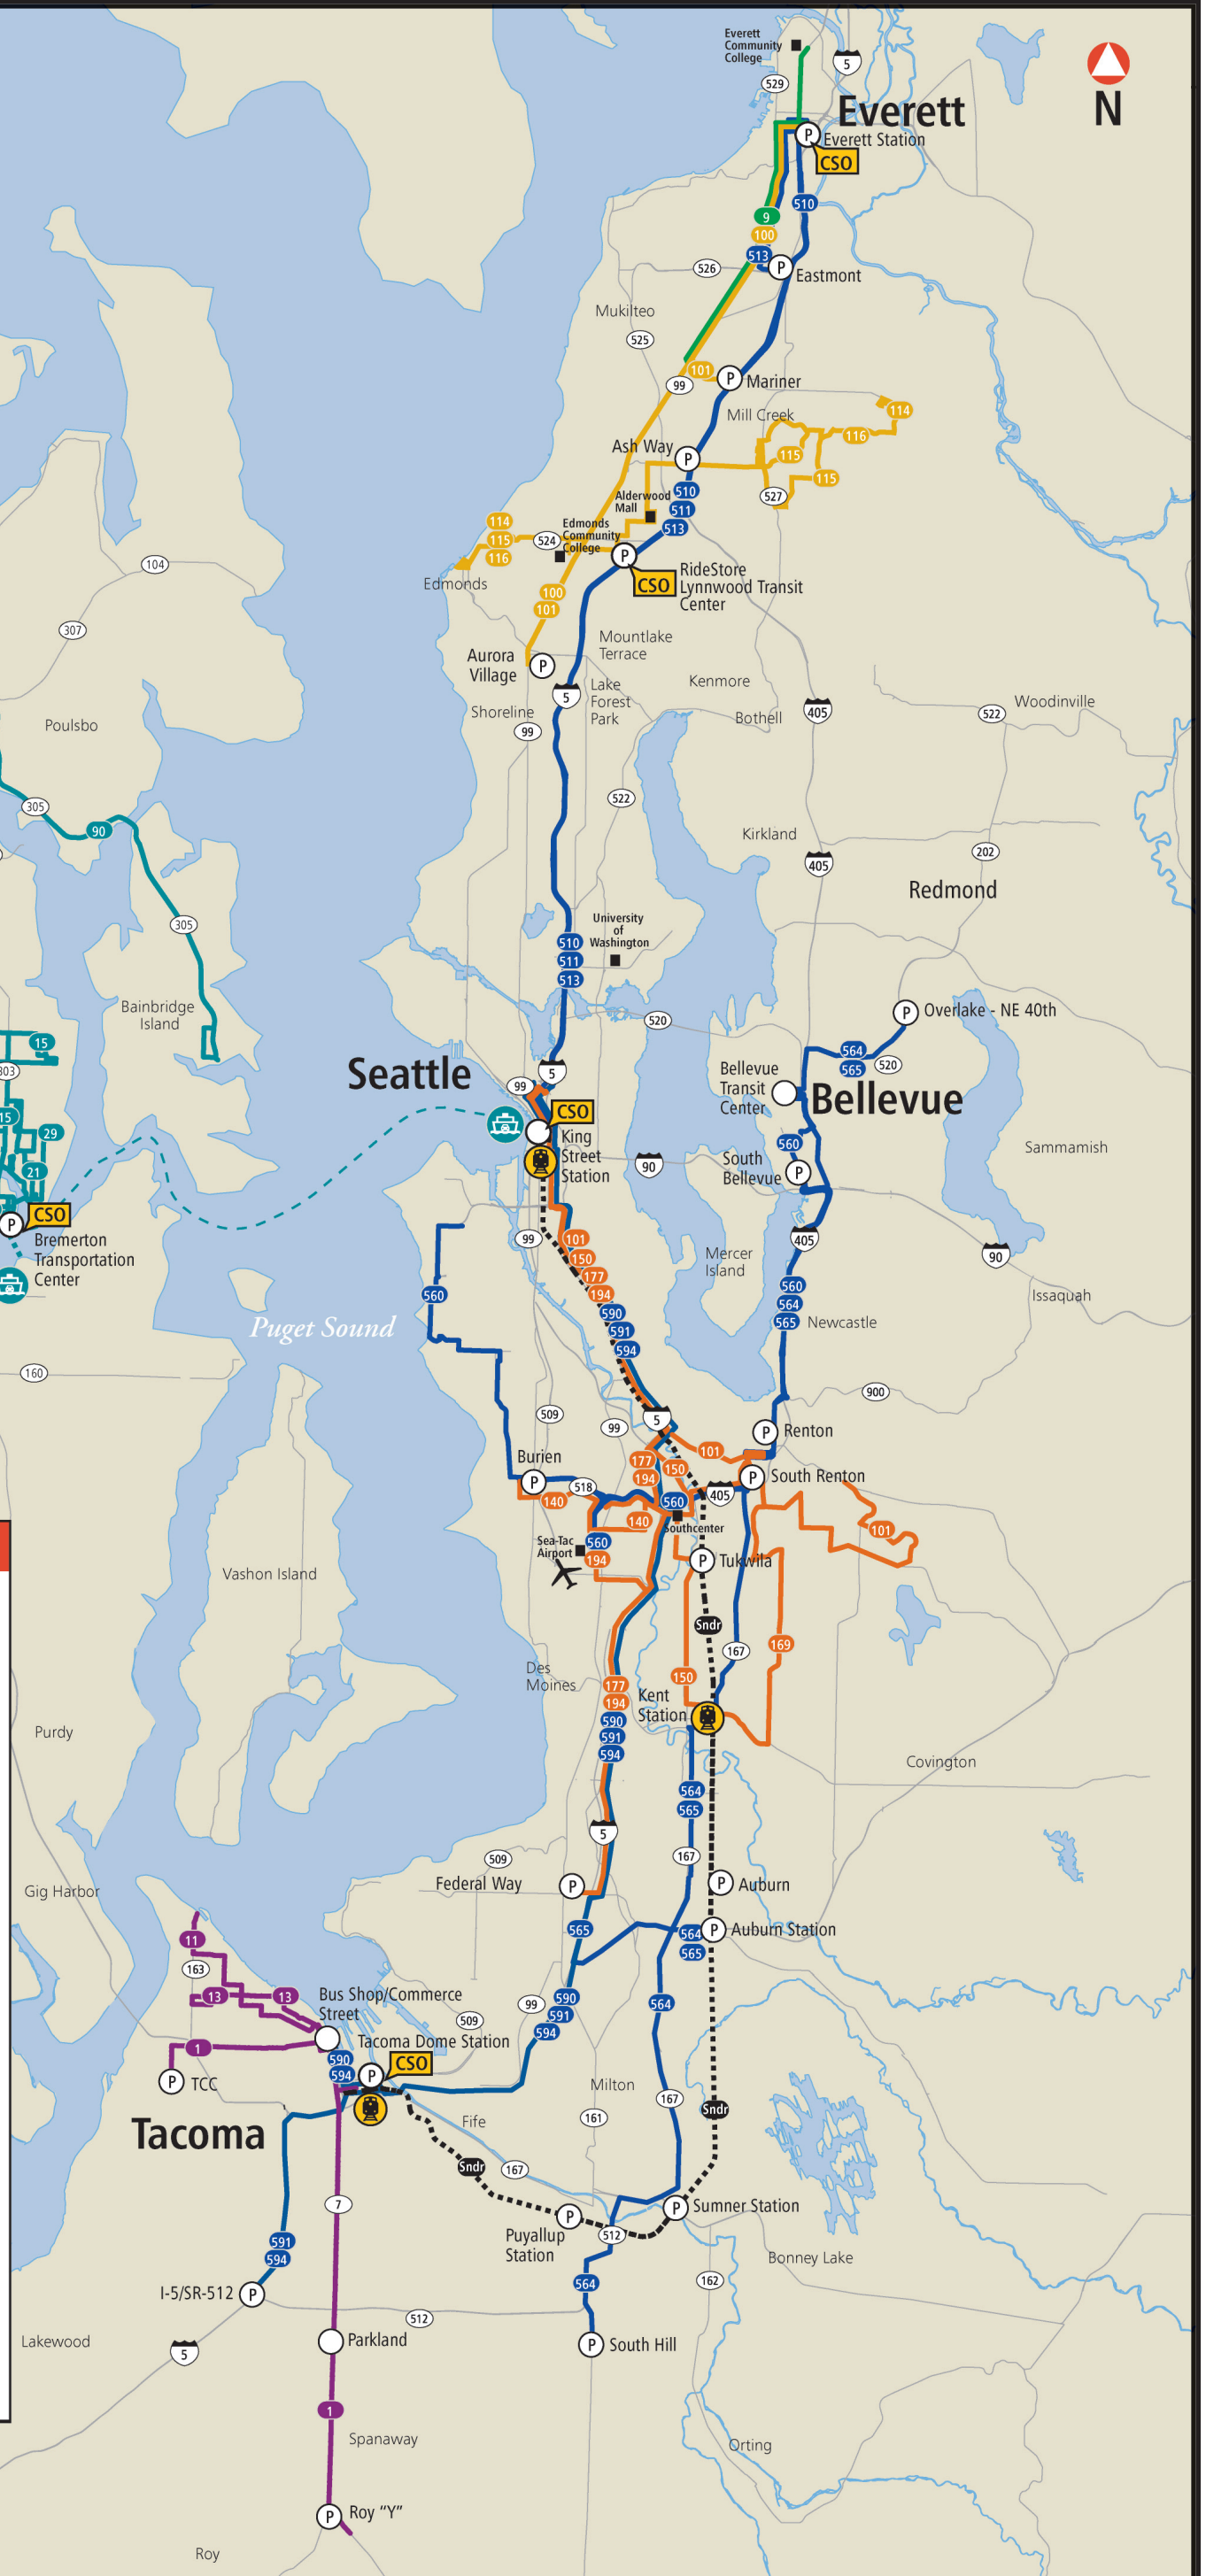 Everett
Community
College
5
529
N
Everett
P
Everett Station
CSO
510
9
100
513
526
P
Eastmont
Mukilteo
525
101
99
P
Mariner
Mill Creek
114
116
Ash Way
P
115
115
527
Alderwood
Mall
510
511
513
114
115
116
524
Edmonds
Community
College
P
104
Edmonds
CSO
RideStore
Lynnwood Transit
Center
100
101
307
Mountlake
Terrace
Aurora
Village
P
Kenmore
5
Lake
Forest
Park
Shoreline
99
Bothell
405
522
Woodinville
Poulsbo
305
90
522
Kirkland
405
202
Redmond
305
University
of
Washington
510
511
513
Bainbridge
Island
520
P
Overlake - NE 40th
15
303
564
565
520
Seattle
5
99
Bellevue
Transit
Center
Bellevue
CSO
King
Street
Station
15
29
21
560
South
Bellevue
P
90
Sammamish
CSO
P
Bremerton
Transportation
Center
99
101
150
177
194
590
591
594
405
90
Mercer
Island
560
560
564
565
Issaquah
Newcastle
Puget Sound
160
900
509
99
5
P
Renton
Burien
P
518
140
177
194
150
101
P
South Renton
405
560
140
Southcenter
101
Sea-Tac
Airport
560
194
P
Tukwila
Vashon Island
Sndr
167
169
Des
Moines
150
177
194
590
591
594
Kent
Station
Purdy
Covington
564
565
5
167
509
Federal Way
P
P
Auburn
Gig Harbor
565
564
565
P
Auburn Station
11
163
13
13
Bus Shop/Commerce
Street
99
590
591
594
564
509
1
Tacoma Dome Station
590
594
P
CSO
P
TCC
Milton
167
161
Sndr
Tacoma
Fife
Sndr
167
7
P
Sumner Station
P
Puyallup
Station
512
591
594
Bonney Lake
564
162
I-5/SR-512
P
512
Lakewood
5
Parkland
P
South Hill
1
Spanaway
Orting
P
Roy “Y”
Roy